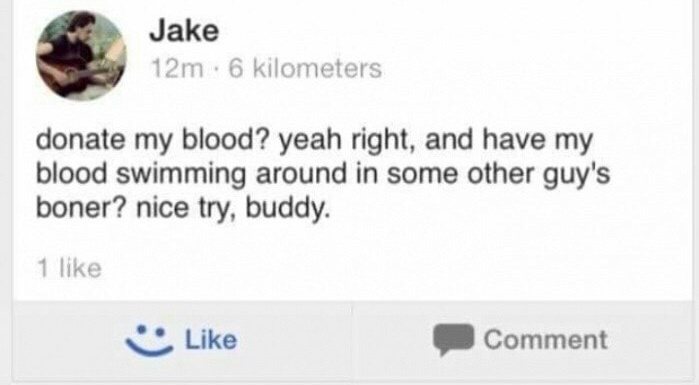 Jake
12m · 6 kilometers
donate my blood? yeah right, and have my
blood swimming around in some other guy's
boner? nice try, buddy.
1 like
Like
Comment